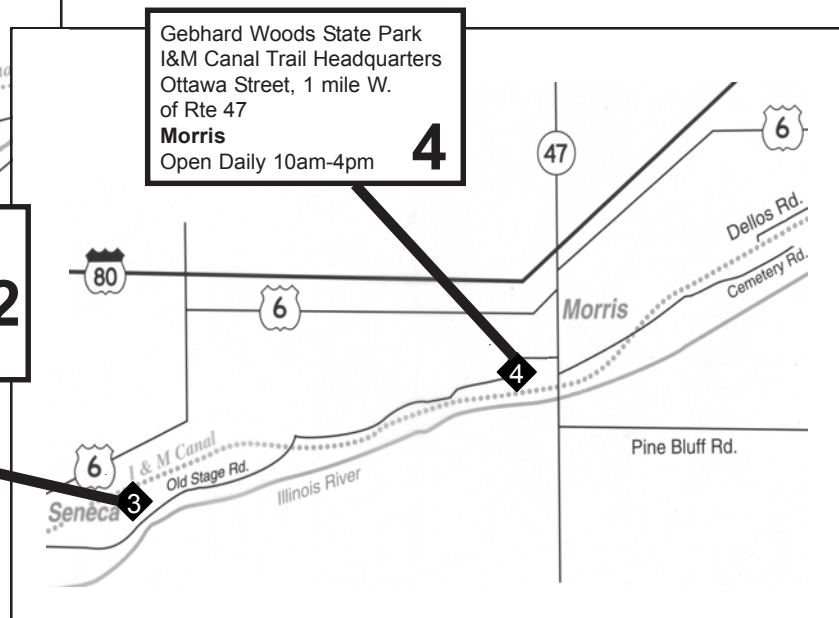 Gebhard Woods State Park
I&M Canal Trail Headquarters
Ottawa Street, 1 mile W.
of Rte 47
Morris
Open Daily 10am-4pm
4
47
6
Dellos Rd.
80
Cemetery Rd.
2
6
Morris
4
Pine Bluff Rd.
6
I & M Canal
Old Stage Rd.
Illinois River
3
Seneca